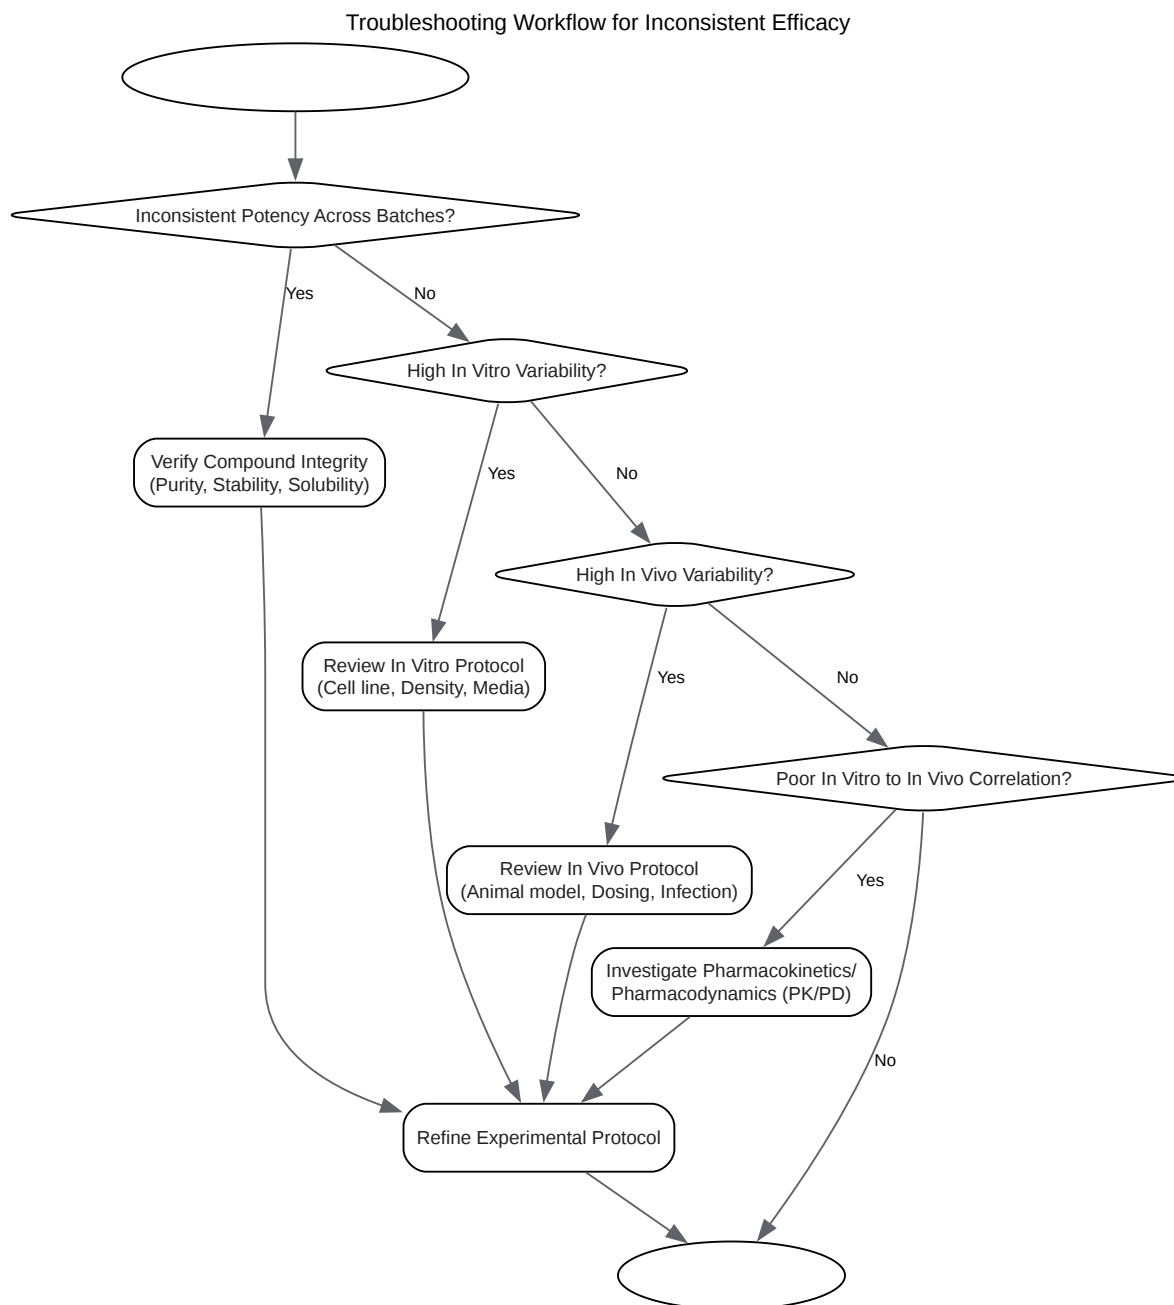 Troubleshooting Workflow for Inconsistent Efficacy
Inconsistent Potency Across Batches?
Yes
No
High In Vitro Variability?
Verify Compound Integrity
(Purity, Stability, Solubility)
Yes
No
High In Vivo Variability?
Review In Vitro Protocol
(Cell line, Density, Media)
Yes
No
Poor In Vitro to In Vivo Correlation?
Review In Vivo Protocol
(Animal model, Dosing, Infection)
Yes
Investigate Pharmacokinetics/
Pharmacodynamics (PK/PD)
No
Refine Experimental Protocol